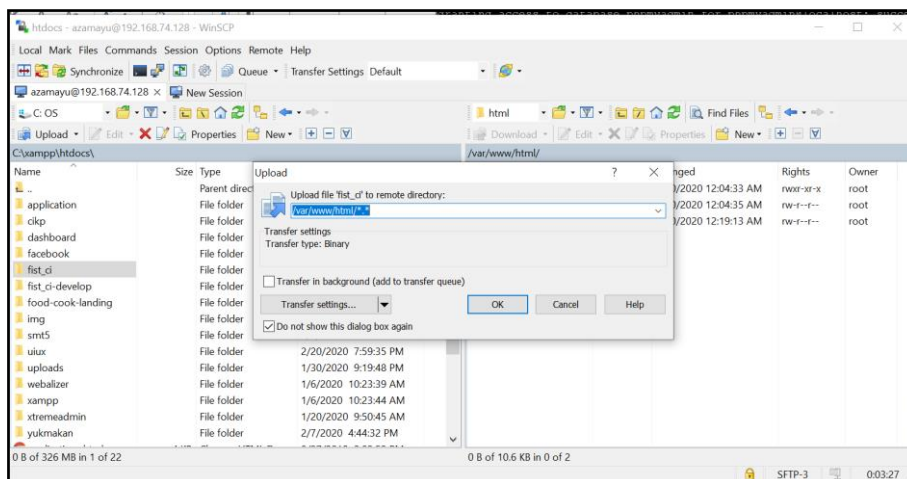 htdocs - azamayu@192.168.74.128 - WinSCP
Local Mark Files Commands Session Options Remote Help
Synchronize Queue Transfer Settings Default
azamayu@192.168.74.128 × New Session
C: OS html Find Files
Upload Edit Properties New Download Edit Properties New
C:\xampp\htdocs\ /var/www/html/
Name Size Type nged Rights Owner
.. Parent direc 0/2020 12:04:33 AM rwxr-xr-x root
application File folder 0/2020 12:04:35 AM rw-r--r-- root
cikp File folder 0/2020 12:19:13 AM rw-r--r-- root
dashboard File folder
facebook File folder
fist_ci File folder
fist_ci-develop File folder
food-cook-landing File folder
img File folder
smt5 File folder
uiux File folder 2/20/2020 7:59:35 PM
uploads File folder 1/30/2020 9:19:48 PM
webalizer File folder 1/6/2020 10:23:39 AM
xampp File folder 1/6/2020 10:23:44 AM
xtremeadmin File folder 1/20/2020 9:50:45 AM
yukmakan File folder 2/7/2020 4:44:32 PM
Upload ? ×
Upload file 'fist_ci' to remote directory:
/var/www/html/*.*
Transfer settings
Transfer type: Binary
Transfer in background (add to transfer queue)
Transfer settings... OK Cancel Help
Do not show this dialog box again
0 B of 326 MB in 1 of 22 0 B of 10.6 KB in 0 of 2
SFTP-3 0:03:27